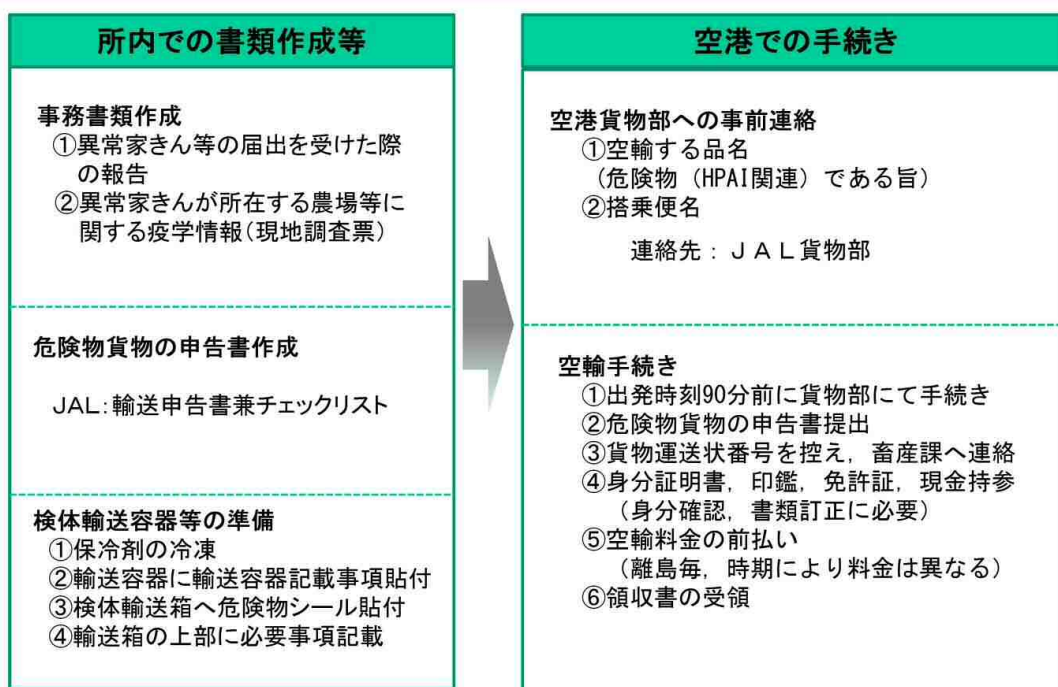 所内での書類作成等
事務書類作成
①異常家きん等の届出を受けた際
の報告
②異常家きんが所在する農場等に
関する疫学情報(現地調査票)
危険物貨物の申告書作成
JAL:輸送申告書兼チェックリスト
検体輸送容器等の準備
①保冷剤の冷凍
②輸送容器に輸送容器記載事項貼付
③検体輸送箱へ危険物シール貼付
④輸送箱の上部に必要事項記載
空港での手続き
空港貨物部への事前連絡
①空輸する品名
(危険物(HPAI関連)である旨)
②搭乗便名
連絡先:JAL貨物部
空輸手続き
①出発時刻90分前に貨物部にて手続き
②危険物貨物の申告書提出
③貨物運送状番号を控え,畜産課へ連絡
④身分証明書,印鑑,免許証,現金持参
(身分確認,書類訂正に必要)
⑤空輸料金の前払い
(離島毎,時期により料金は異なる)
⑥領収書の受領